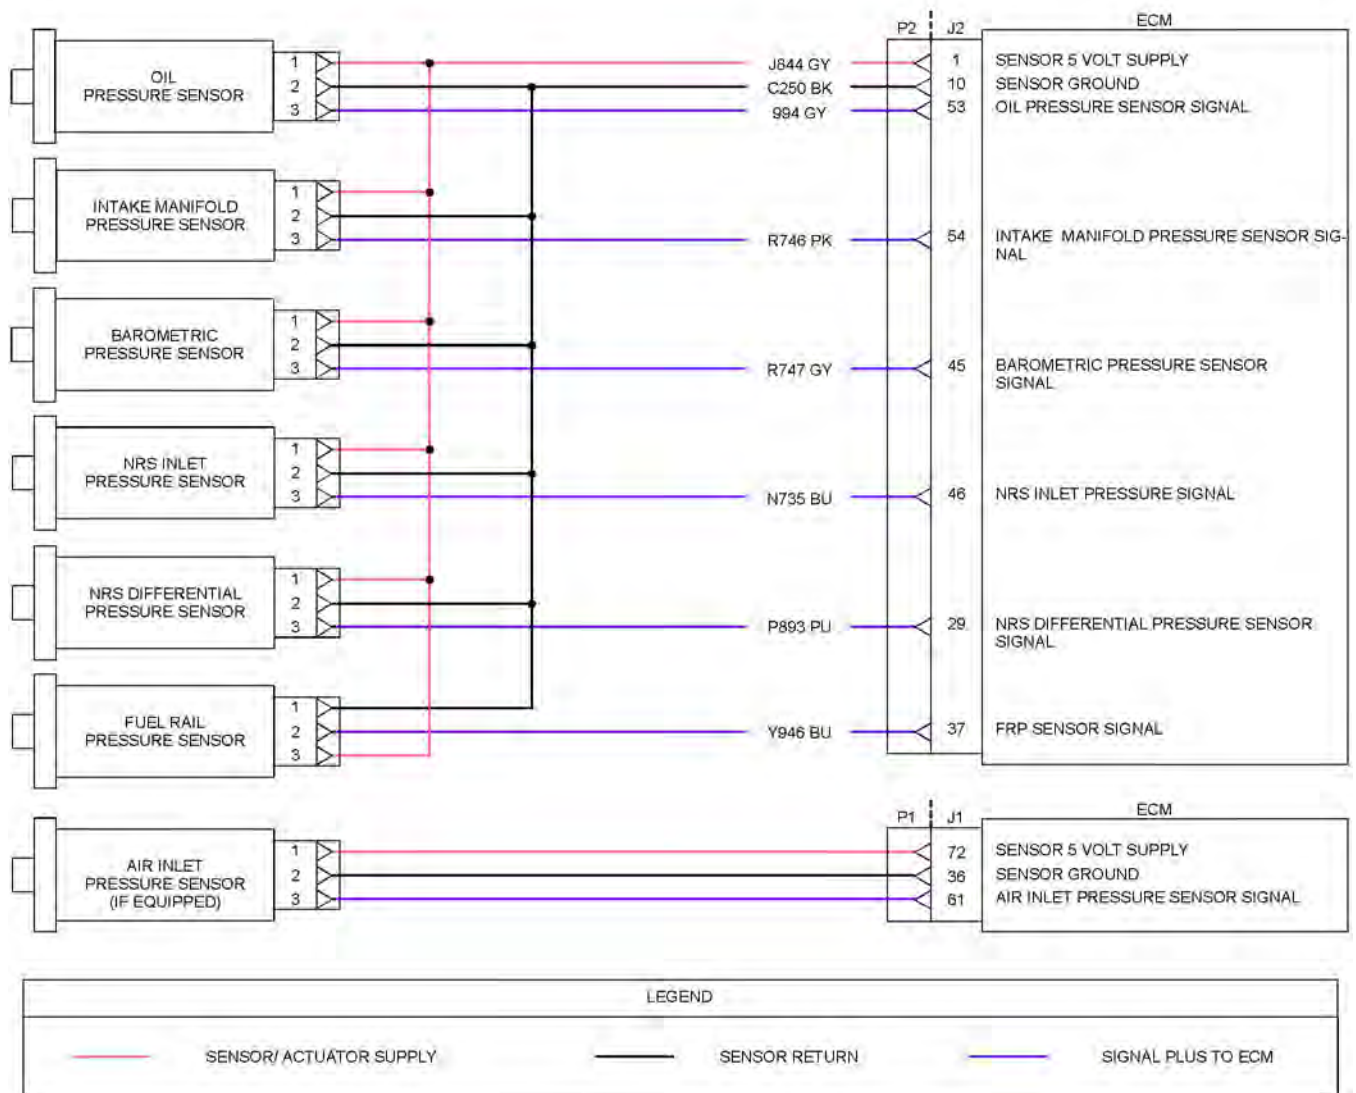 ECM
P2
J2
OIL
PRESSURE SENSOR
1
2
3
J844 GY
C250 BK
994 GY
1
10
53
SENSOR 5 VOLT SUPPLY
SENSOR GROUND
OIL PRESSURE SENSOR SIGNAL
INTAKE MANIFOLD
PRESSURE SENSOR
1
2
3
R746 PK
54
INTAKE MANIFOLD PRESSURE SENSOR SIG-
NAL
BAROMETRIC
PRESSURE SENSOR
1
2
3
R747 GY
45
BAROMETRIC PRESSURE SENSOR
SIGNAL
NRS INLET
PRESSURE SENSOR
1
2
3
N735 BU
46
NRS INLET PRESSURE SIGNAL
NRS DIFFERENTIAL
PRESSURE SENSOR
1
2
3
P893 PU
29
NRS DIFFERENTIAL PRESSURE SENSOR
SIGNAL
FUEL RAIL
PRESSURE SENSOR
1
2
3
Y946 BU
37
FRP SENSOR SIGNAL
ECM
P1
J1
AIR INLET
PRESSURE SENSOR
(IF EQUIPPED)
1
2
3
72
36
61
SENSOR 5 VOLT SUPPLY
SENSOR GROUND
AIR INLET PRESSURE SENSOR SIGNAL
LEGEND
SENSOR/ ACTUATOR SUPPLY
SENSOR RETURN
SIGNAL PLUS TO ECM